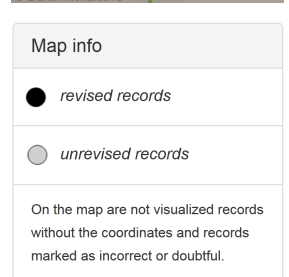 Map info
revised records
unrevised records
On the map are not visualized records
without the coordinates and records
marked as incorrect or doubtful.